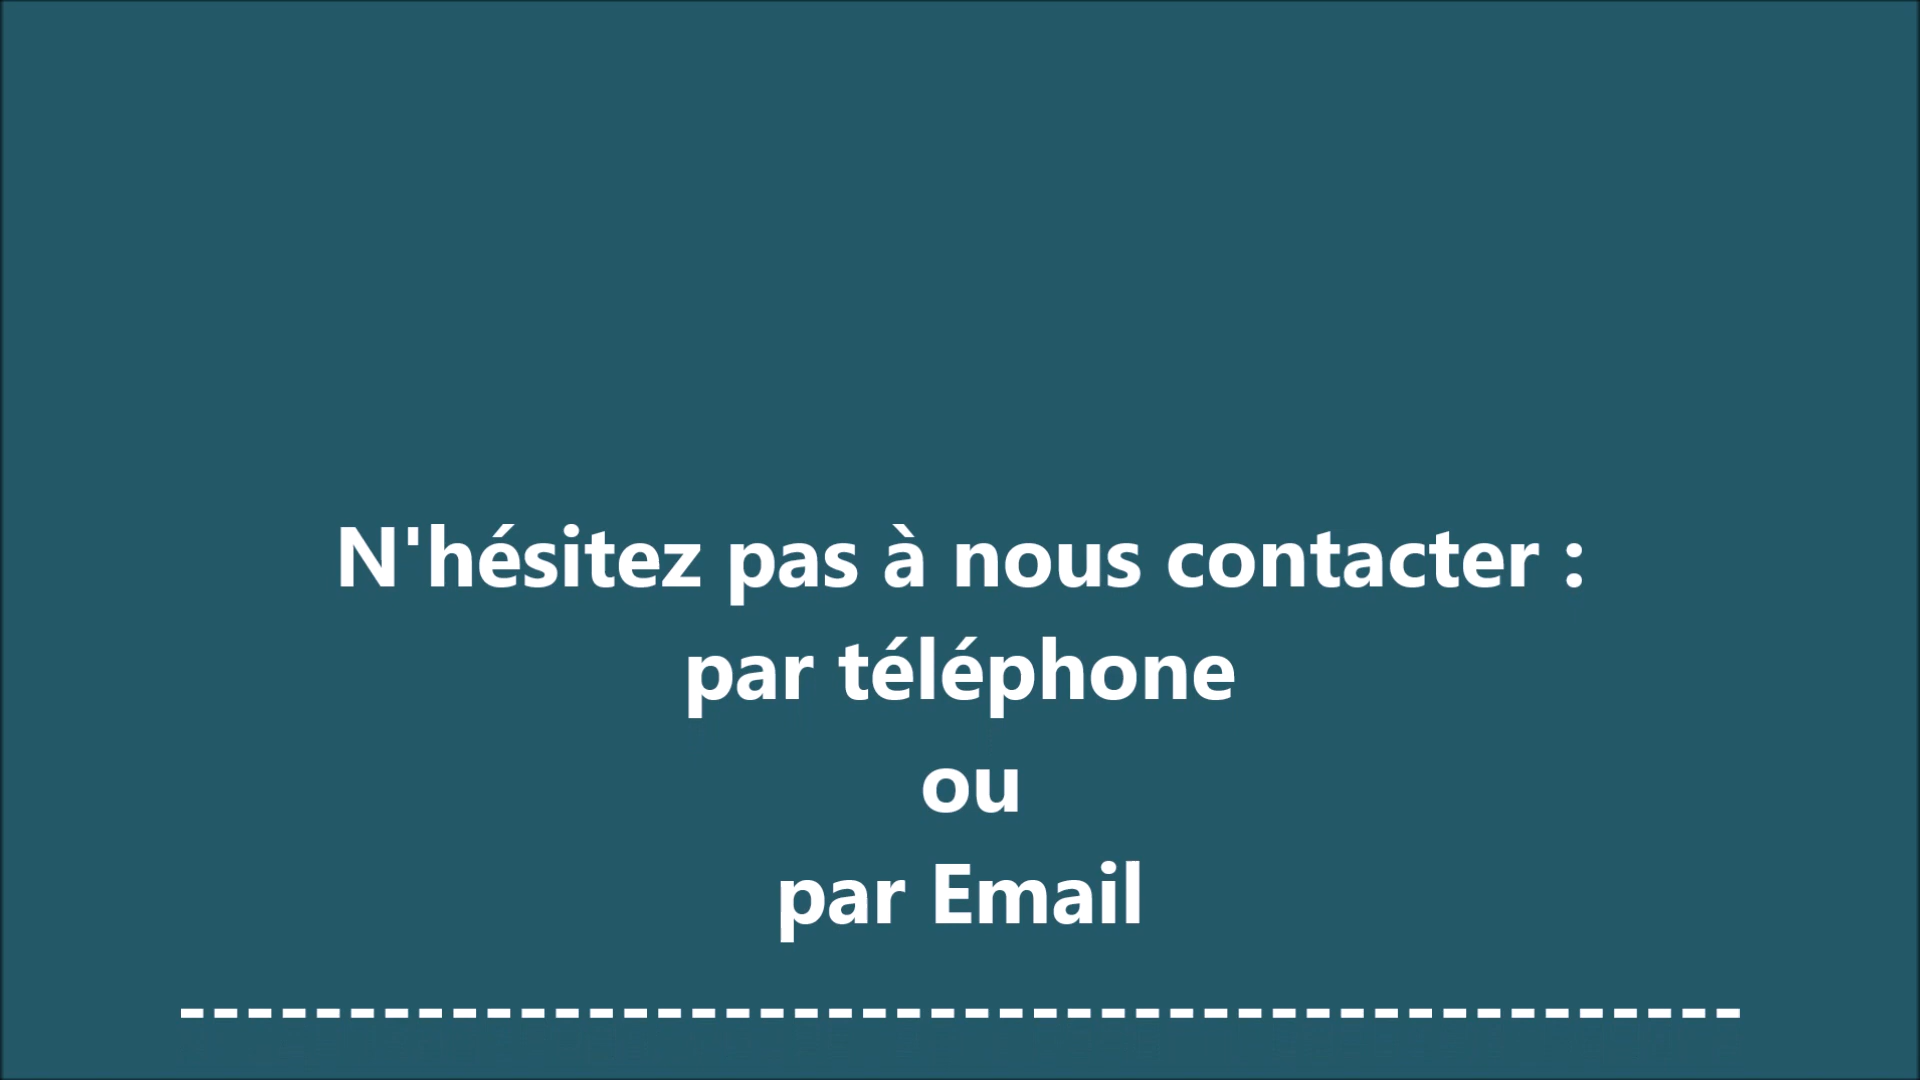 N'hésitez pas à nous contacter :
par téléphone
ou
par Email
----------------------------------------------